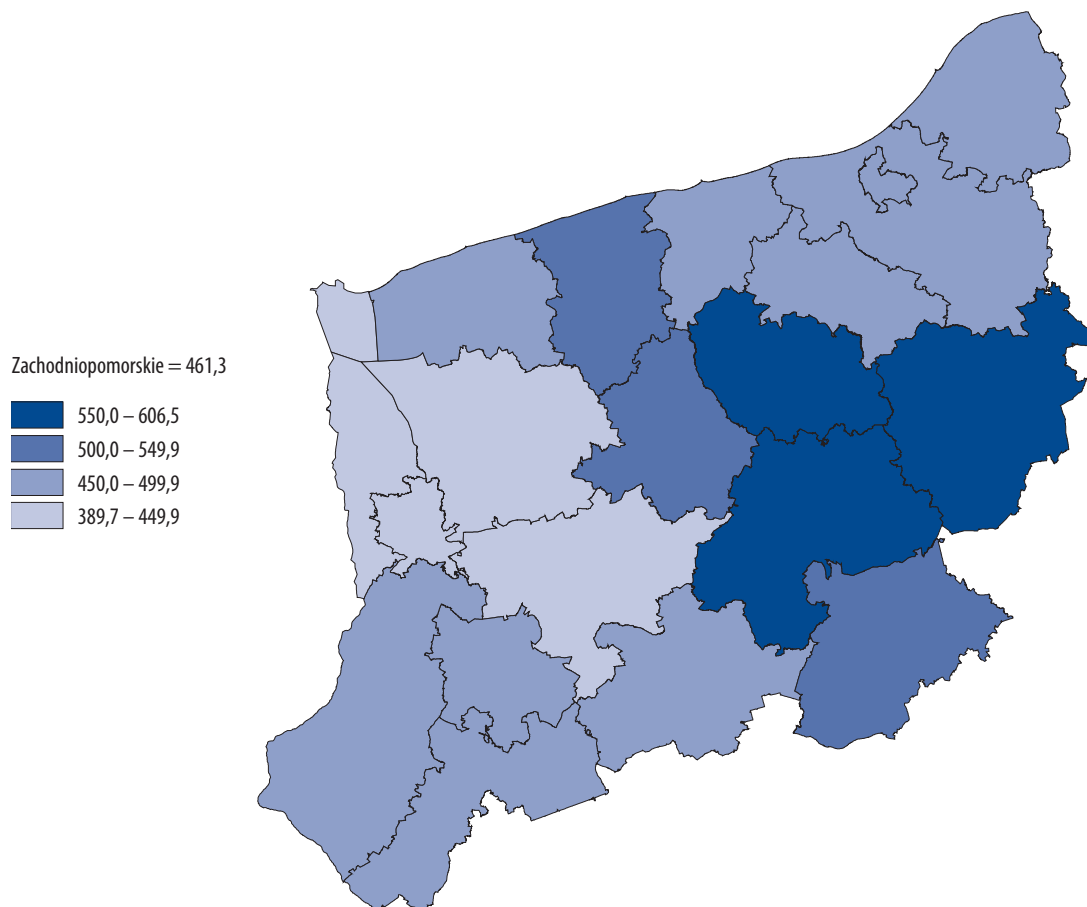 Zachodniopomorskie = 461,3
550,0 – 606,5
500,0 – 549,9
450,0 – 499,9
389,7 – 449,9